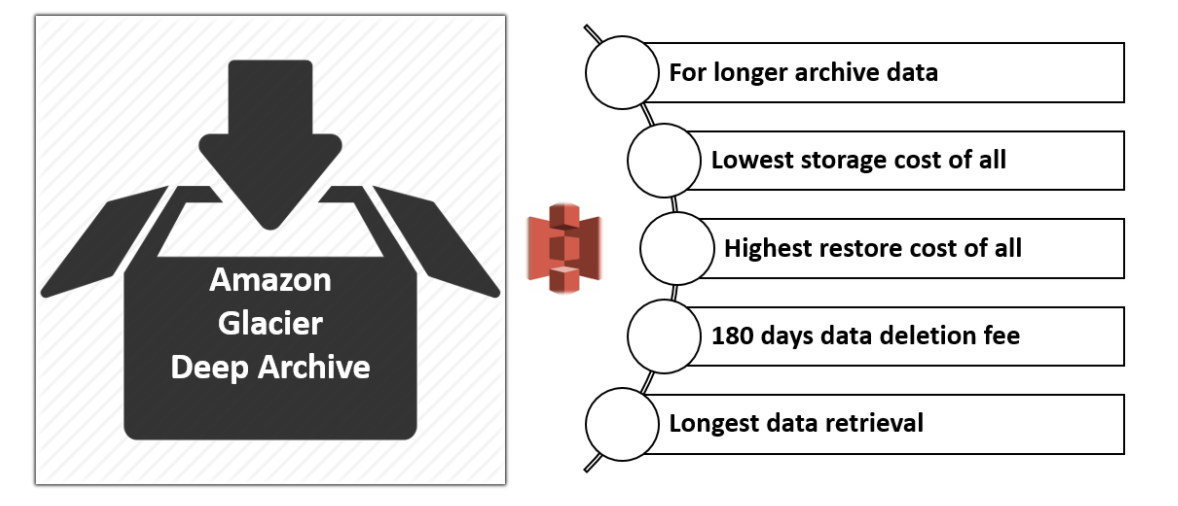 Amazon
Glacier
Deep Archive
For longer archive data
Lowest storage cost of all
Highest restore cost of all
180 days data deletion fee
Longest data retrieval